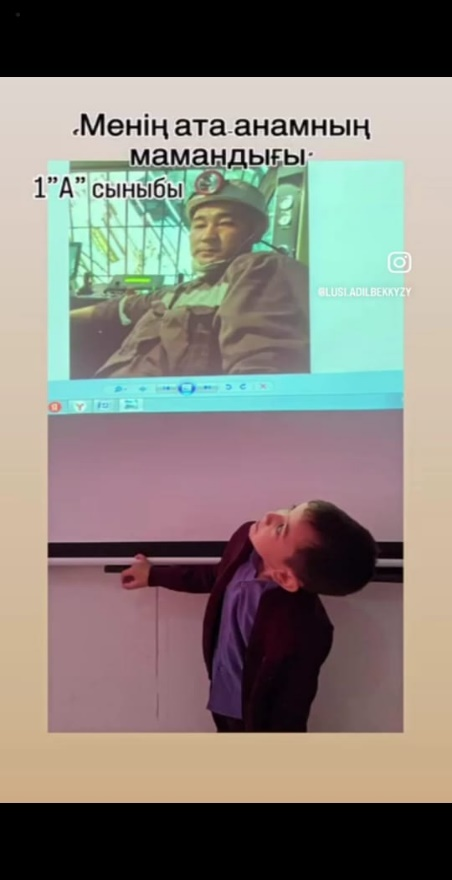 «Менің ата-анамның
мамандығы»
1"А" сыныбы
@LUSI.ADILBEKKYZY